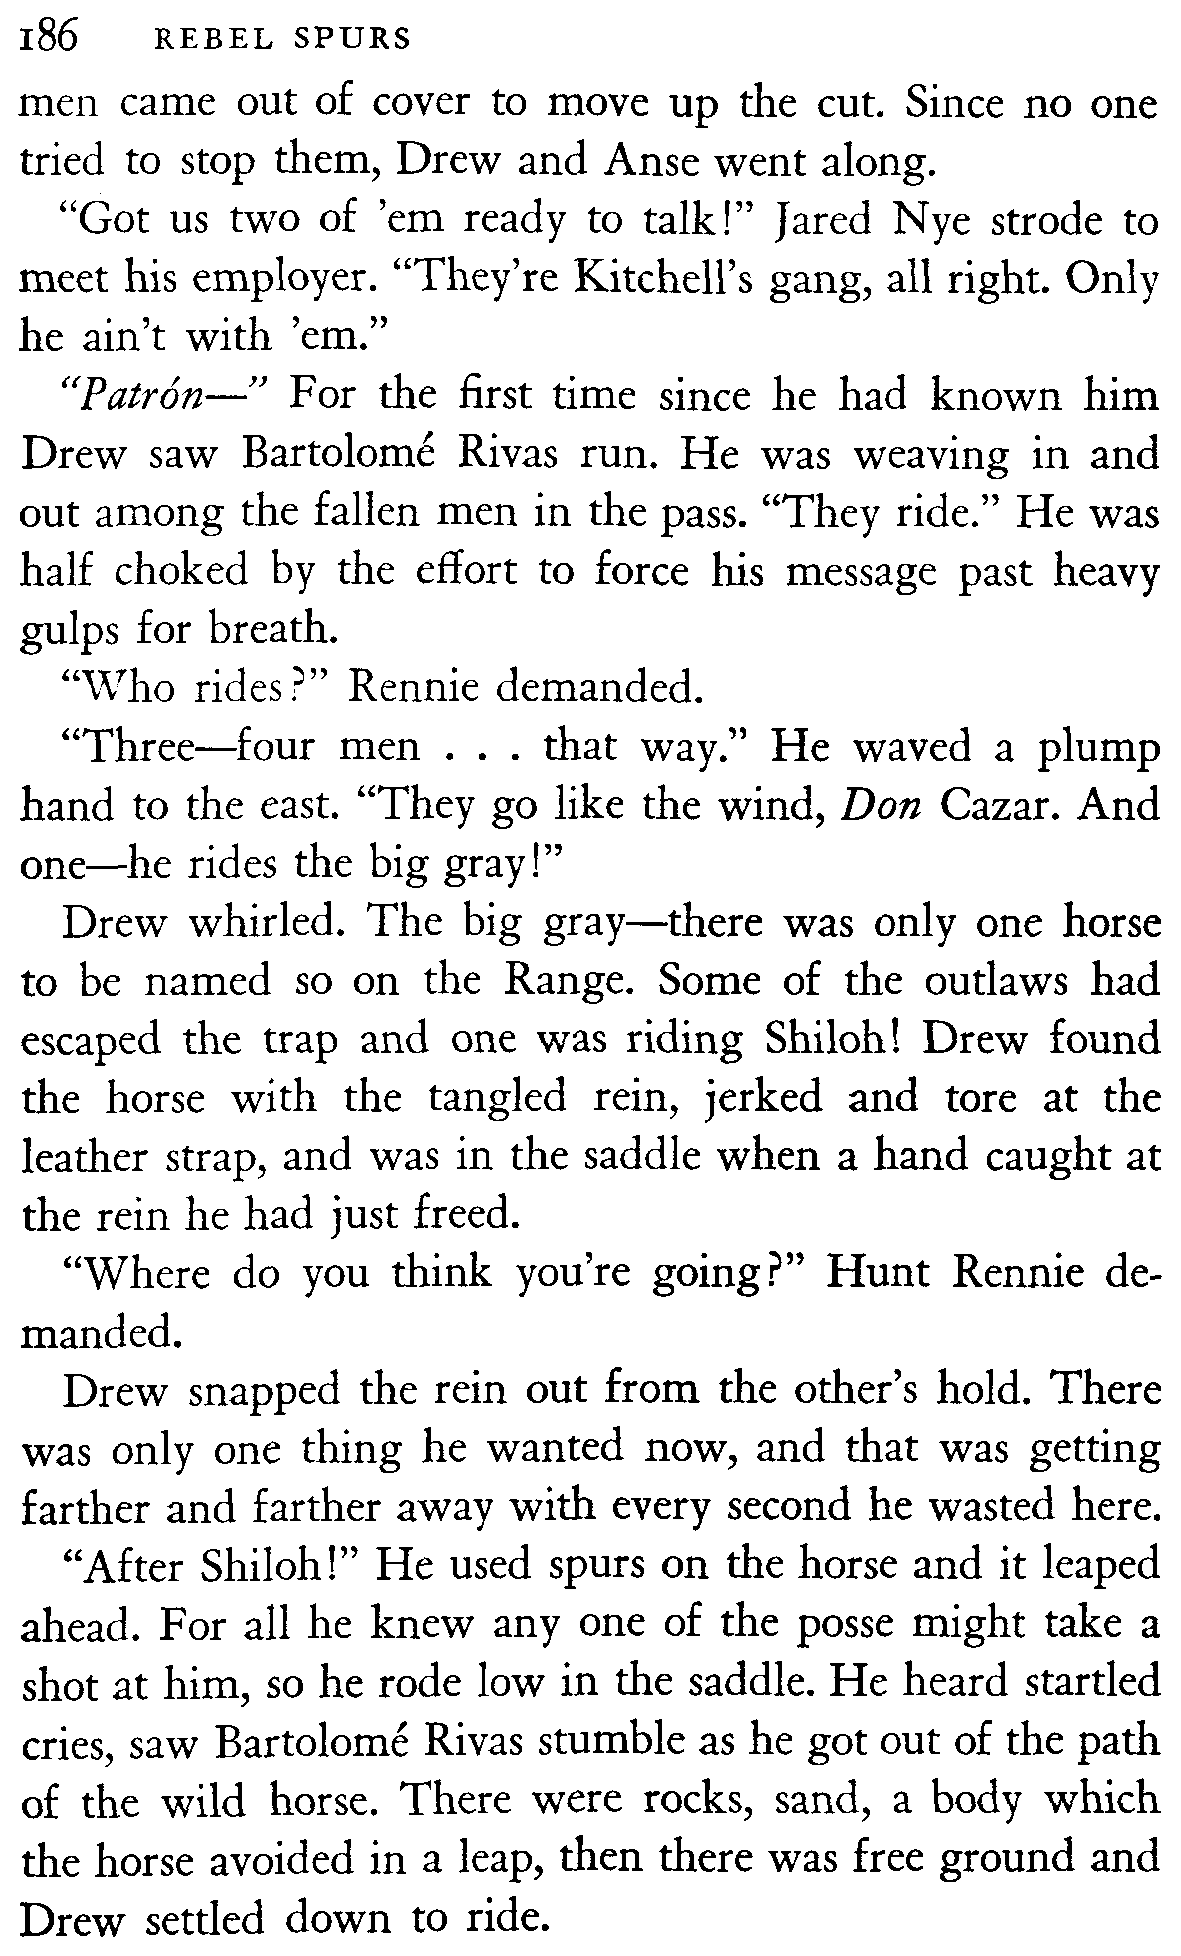 186 REBEL SPURS
men came out of cover to move up the cut. Since no one
tried to stop them, Drew and Anse went along.
“Got us two of ’em ready to talk!” Jared Nye strode to
meet his employer. “They’re Kitchell’s gang, all right. Only
he ain’t with ’em.”
“Patrón—” For the first time since he had known him
Drew saw Bartolomé Rivas run. He was weaving in and
out among the fallen men in the pass. “They ride.” He was
half choked by the effort to force his message past heavy
gulps for breath.
“Who rides?” Rennie demanded.
“Three—four men . . . that way.” He waved a plump
hand to the east. “They go like the wind, Don Cazar. And
one—he rides the big gray!”
Drew whirled. The big gray—there was only one horse
to be named so on the Range. Some of the outlaws had
escaped the trap and one was riding Shiloh! Drew found
the horse with the tangled rein, jerked and tore at the
leather strap, and was in the saddle when a hand caught at
the rein he had just freed.
“Where do you think you’re going?” Hunt Rennie de-
manded.
Drew snapped the rein out from the other’s hold. There
was only one thing he wanted now, and that was getting
farther and farther away with every second he wasted here.
“After Shiloh!” He used spurs on the horse and it leaped
ahead. For all he knew any one of the posse might take a
shot at him, so he rode low in the saddle. He heard startled
cries, saw Bartolomé Rivas stumble as he got out of the path
of the wild horse. There were rocks, sand, a body which
the horse avoided in a leap, then there was free ground and
Drew settled down to ride.